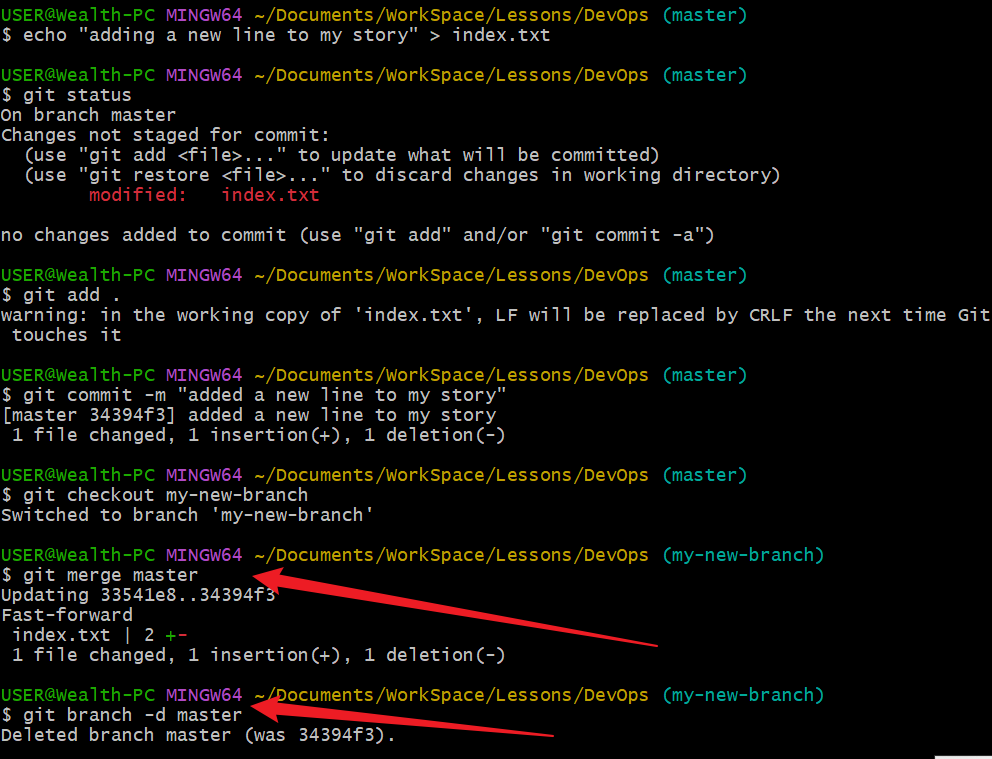 USER@Wealth-PC MINGW64 ~/Documents/WorkSpace/Lessons/DevOps (master)
$ echo "adding a new line to my story" > index.txt

USER@Wealth-PC MINGW64 ~/Documents/WorkSpace/Lessons/DevOps (master)
$ git status
On branch master
Changes not staged for commit:
  (use "git add <file>..." to update what will be committed)
  (use "git restore <file>..." to discard changes in working directory)
        modified:   index.txt

no changes added to commit (use "git add" and/or "git commit -a")

USER@Wealth-PC MINGW64 ~/Documents/WorkSpace/Lessons/DevOps (master)
$ git add .
warning: in the working copy of 'index.txt', LF will be replaced by CRLF the next time Git
 touches it

USER@Wealth-PC MINGW64 ~/Documents/WorkSpace/Lessons/DevOps (master)
$ git commit -m "added a new line to my story"
[master 34394f3] added a new line to my story
 1 file changed, 1 insertion(+), 1 deletion(-)

USER@Wealth-PC MINGW64 ~/Documents/WorkSpace/Lessons/DevOps (master)
$ git checkout my-new-branch
Switched to branch 'my-new-branch'

USER@Wealth-PC MINGW64 ~/Documents/WorkSpace/Lessons/DevOps (my-new-branch)
$ git merge master
Updating 33541e8..34394f3
Fast-forward
 index.txt | 2 +-
 1 file changed, 1 insertion(+), 1 deletion(-)

USER@Wealth-PC MINGW64 ~/Documents/WorkSpace/Lessons/DevOps (my-new-branch)
$ git branch -d master
Deleted branch master (was 34394f3).